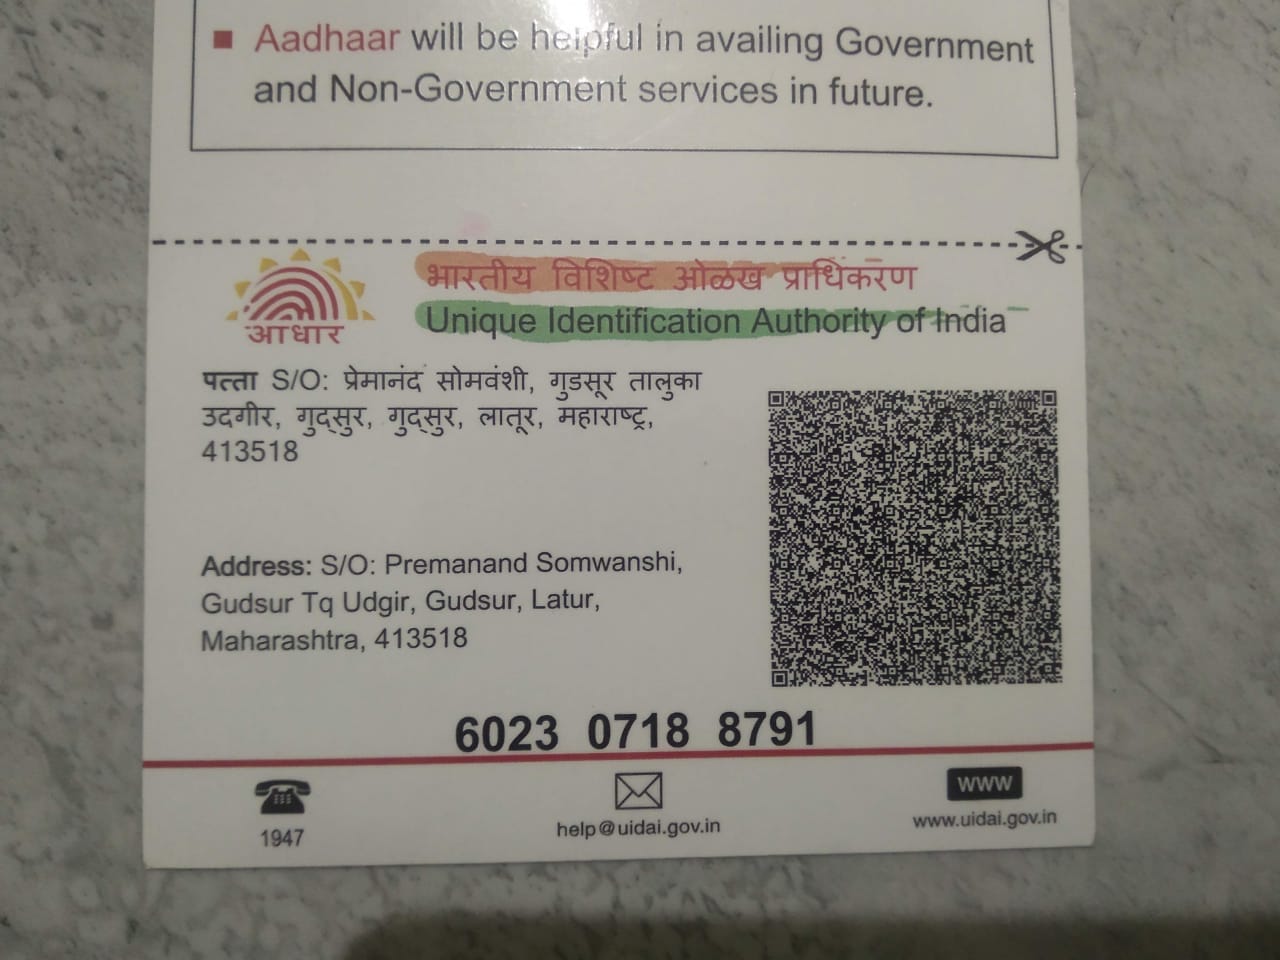 ■ Aadhaar will be helpful in availing Government
and Non-Government services in future.
भारतीय विशिष्ट ओळख प्राधिकरण
Unique Identification Authority of India
आधार
पत्ता S/O: प्रेमानंद सोमवंशी, गुडसूर तालुका
उदगीर, गुद्सुर, गुद्सुर, लातूर, महाराष्ट्र,
413518
Address: S/O: Premanand Somwanshi,
Gudsur Tq Udgir, Gudsur, Latur,
Maharashtra, 413518
6023 0718 8791
1947
help@uidai.gov.in
www
www.uidai.gov.in